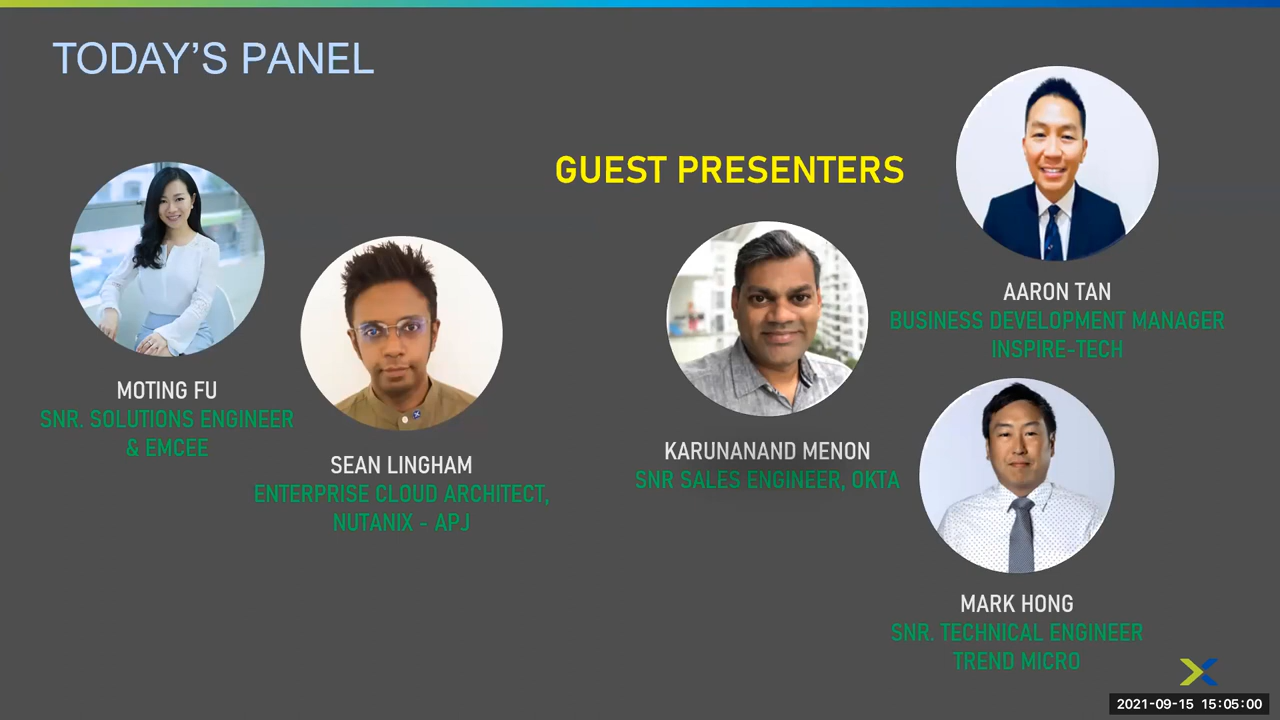 TODAY'S PANEL
GUEST PRESENTERS
MOTING FU
SNR. SOLUTIONS ENGINEER
& EMCEE
SEAN LINGHAM
ENTERPRISE CLOUD ARCHITECT,
NUTANIX - APJ
KARUNANAND MENON
SNR SALES ENGINEER, OKTA
AARON TAN
BUSINESS DEVELOPMENT MANAGER
INSPIRE-TECH
MARK HONG
SNR. TECHNICAL ENGINEER
TREND MICRO
2021-09-15 15:05:00